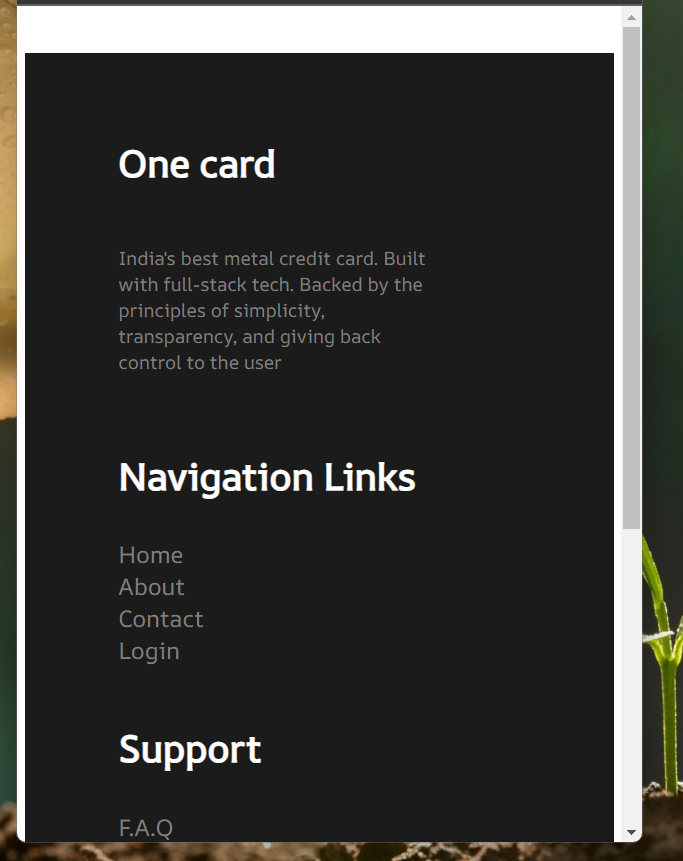 One card
India's best metal credit card. Built
with full-stack tech. Backed by the
principles of simplicity,
transparency, and giving back
control to the user
Navigation Links
Home
About
Contact
Login
Support
F.A.Q